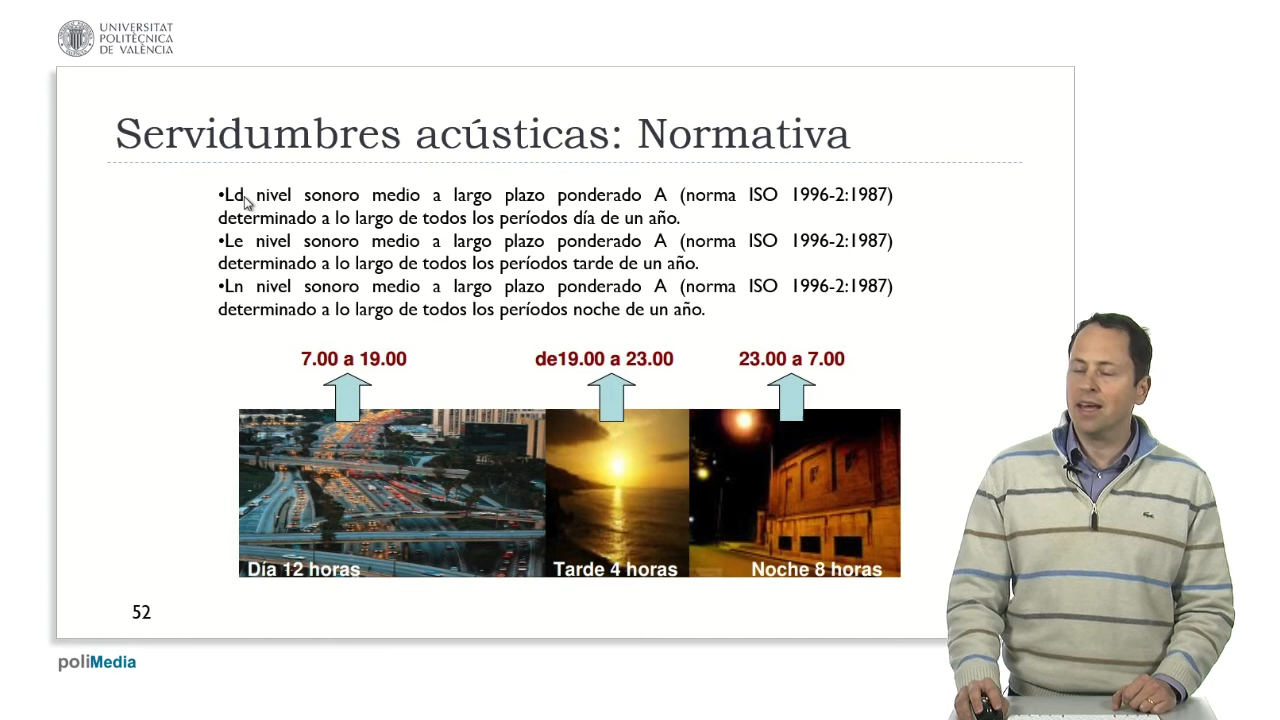 UNIVERSITAT
POLITÈCNICA
DE VALÈNCIA
Servidumbres acústicas: Normativa
•Ld nivel sonoro medio a largo plazo ponderado A (norma ISO 1996-2:1987)
determinado a lo largo de todos los períodos día de un año.
•Le nivel sonoro medio a largo plazo ponderado A (norma ISO 1996-2:1987)
determinado a lo largo de todos los períodos tarde de un año.
•Ln nivel sonoro medio a largo plazo ponderado A (norma ISO 1996-2:1987)
determinado a lo largo de todos los períodos noche de un año.
7.00 a 19.00 de19.00 a 23.00 23.00 a 7.00
Día 12 horas Tarde 4 horas Noche 8 horas
52
poliMedia